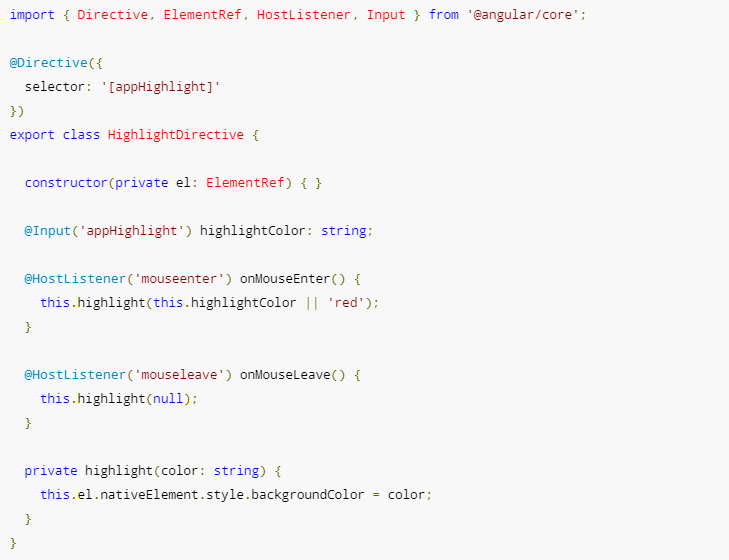 import { Directive, ElementRef, HostListener, Input } from '@angular/core';
@Directive({
selector: '[appHighlight]'
})
export class HighlightDirective {
constructor(private el: ElementRef) { }
@Input('appHighlight') highlightColor: string;
@HostListener('mouseenter') onMouseEnter() {
this.highlight(this.highlightColor || 'red');
}
@HostListener('mouseleave') onMouseLeave() {
this.highlight(null);
}
private highlight(color: string) {
this.el.nativeElement.style.backgroundColor = color;
}
}